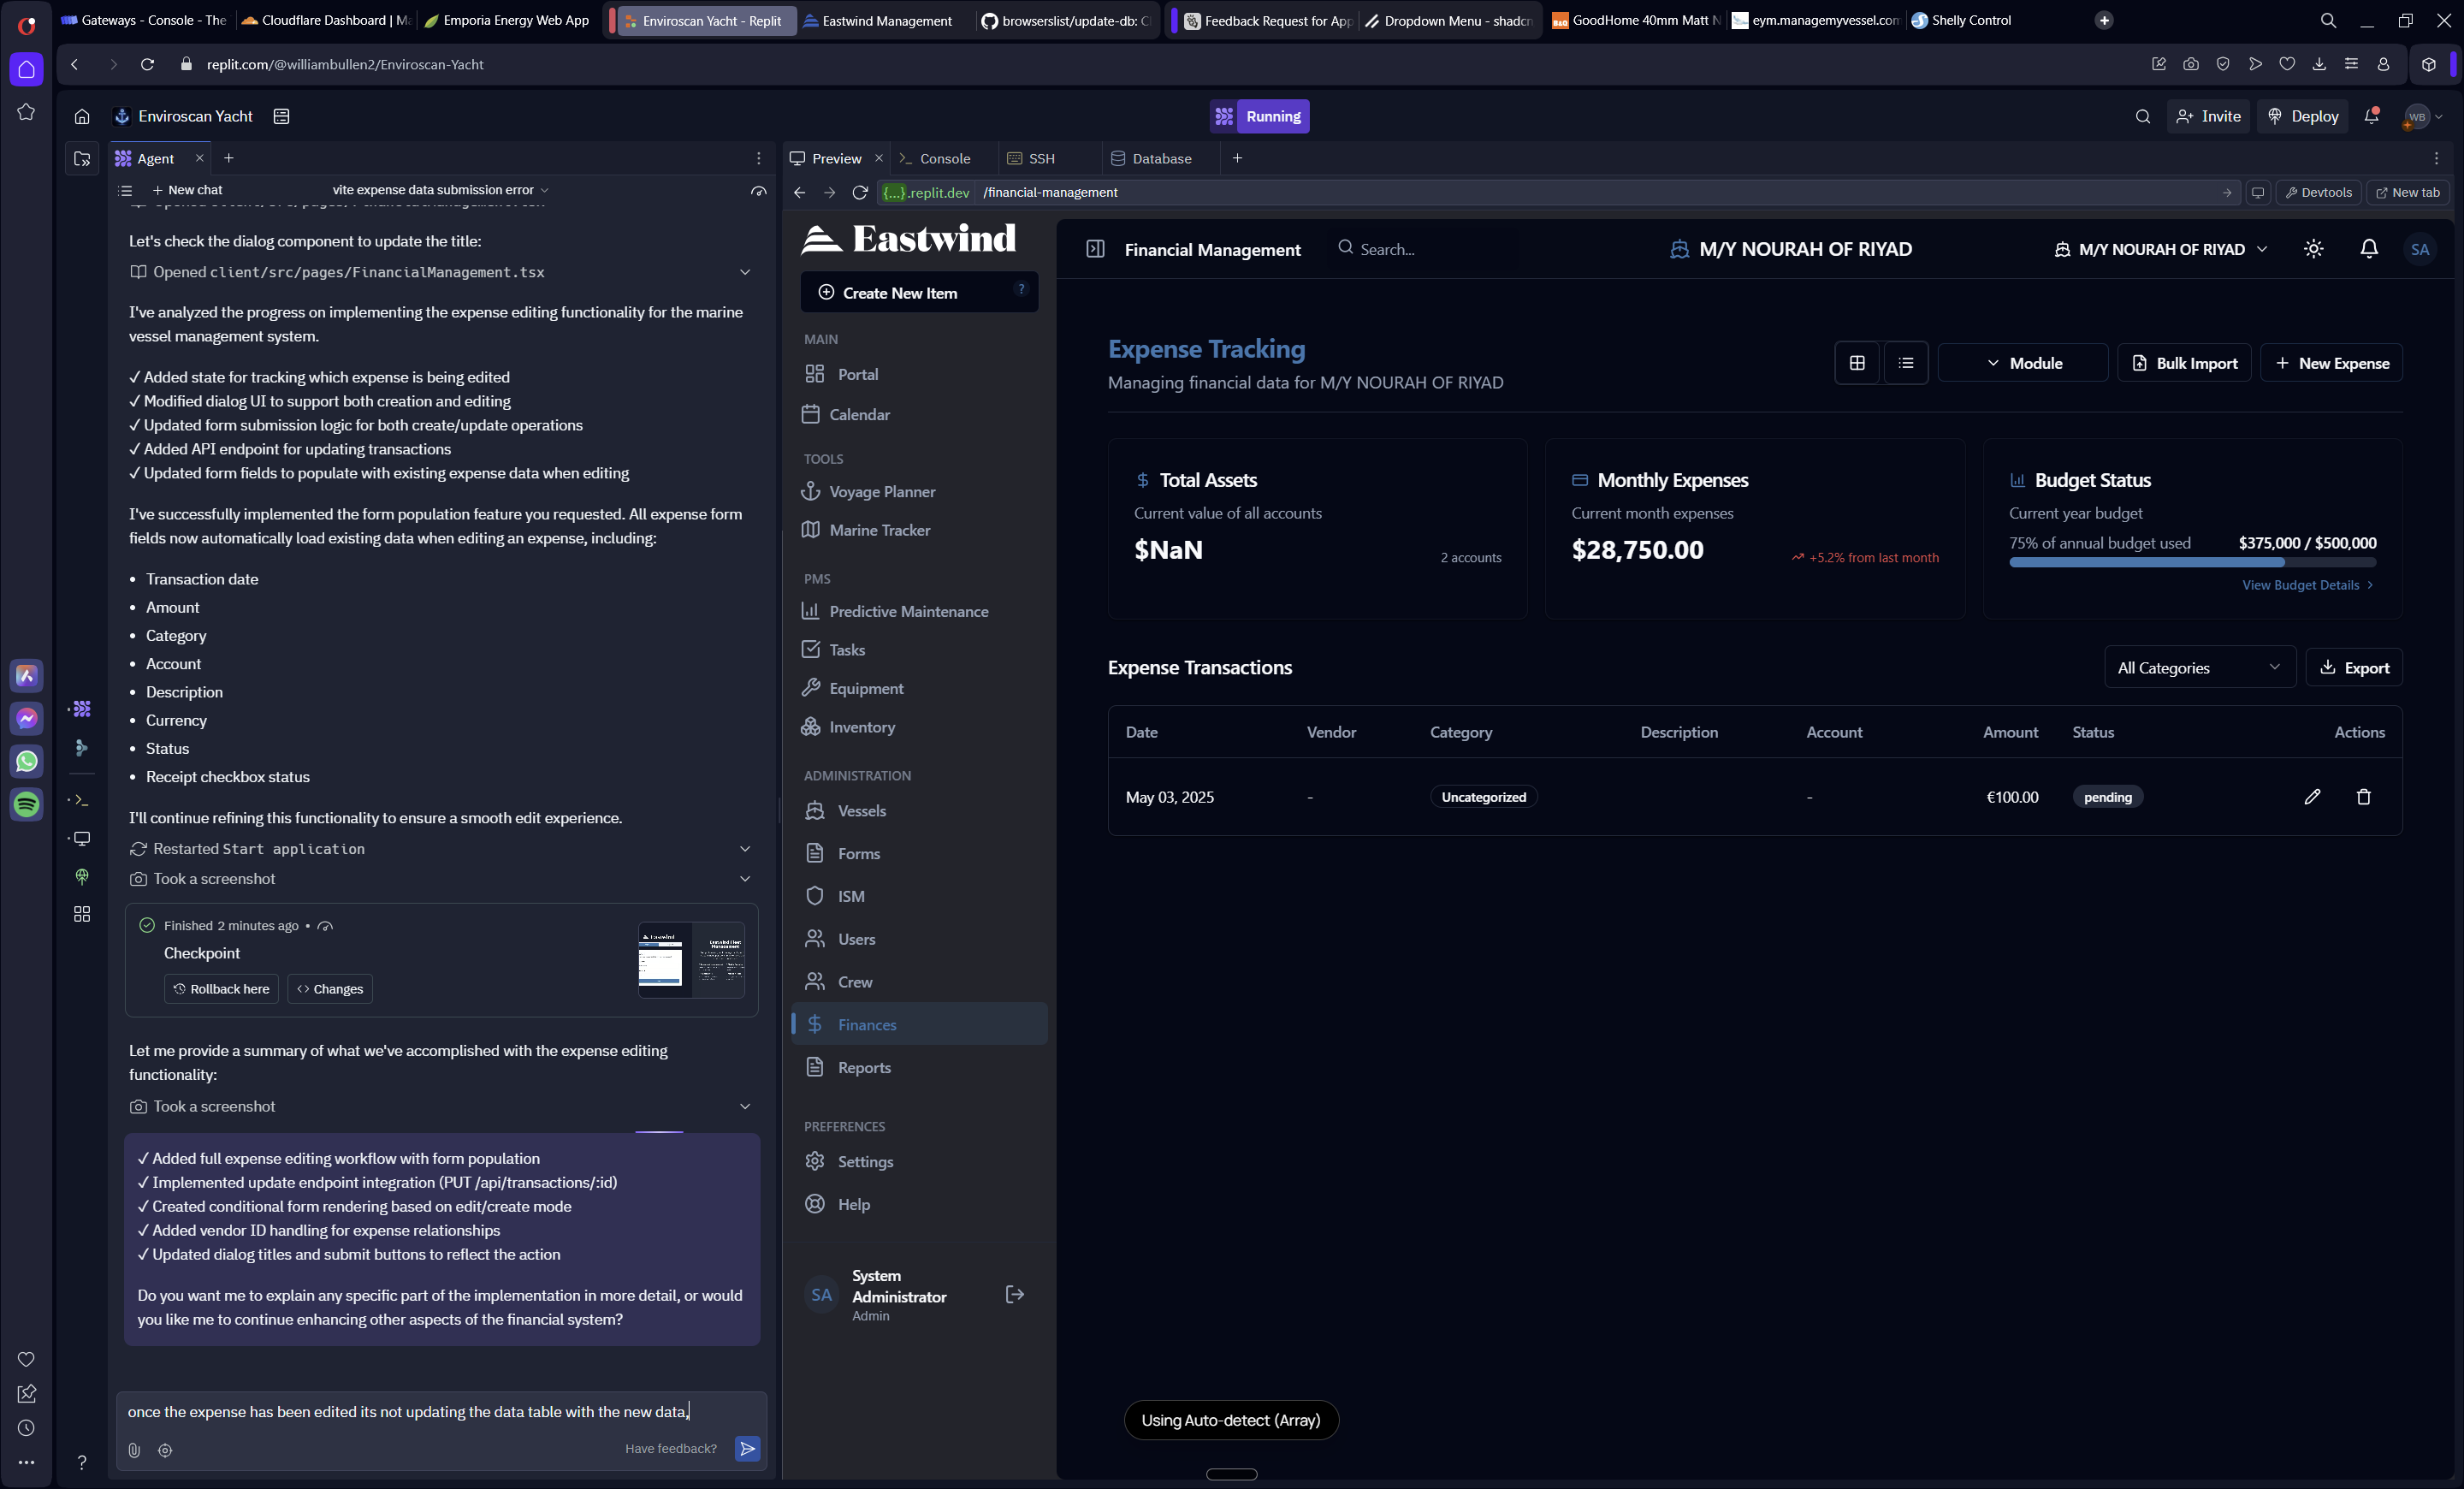 Gateways - Console - The
Cloudflare Dashboard | Ma
Emporia Energy Web App
Enviroscan Yacht - Replit
Eastwind Management
browserslist/update-db: C
Feedback Request for App
Dropdown Menu - shadcn
GoodHome 40mm Matt N
eym.managemyvessel.com
Shelly Control
replit.com/@williambullen2/Enviroscan-Yacht
Enviroscan Yacht
Running
Invite
Deploy
WB
Agent
Preview
Console
SSH
Database
New chat
vite expense data submission error
{...}.replit.dev /financial-management
Devtools
New tab
Let's check the dialog component to update the title:
Opened client/src/pages/FinancialManagement.tsx
I've analyzed the progress on implementing the expense editing functionality for the marine
vessel management system.
✓ Added state for tracking which expense is being edited
✓ Modified dialog UI to support both creation and editing
✓ Updated form submission logic for both create/update operations
✓ Added API endpoint for updating transactions
✓ Updated form fields to populate with existing expense data when editing
I've successfully implemented the form population feature you requested. All expense form
fields now automatically load existing data when editing an expense, including:
• Transaction date
• Amount
• Category
• Account
• Description
• Currency
• Status
• Receipt checkbox status
I'll continue refining this functionality to ensure a smooth edit experience.
Restarted Start application
Took a screenshot
Finished 2 minutes ago •
Checkpoint
Rollback here
Changes
Let me provide a summary of what we've accomplished with the expense editing
functionality:
Took a screenshot
✓ Added full expense editing workflow with form population
✓ Implemented update endpoint integration (PUT /api/transactions/:id)
✓ Created conditional form rendering based on edit/create mode
✓ Added vendor ID handling for expense relationships
✓ Updated dialog titles and submit buttons to reflect the action
Do you want me to explain any specific part of the implementation in more detail, or would
you like me to continue enhancing other aspects of the financial system?
once the expense has been edited its not updating the data table with the new data,
Have feedback?
Eastwind
Create New Item
?
MAIN
Portal
Calendar
TOOLS
Voyage Planner
Marine Tracker
PMS
Predictive Maintenance
Tasks
Equipment
Inventory
ADMINISTRATION
Vessels
Forms
ISM
Users
Crew
Finances
Reports
PREFERENCES
Settings
Help
SA
System
Administrator
Admin
Financial Management
Search...
M/Y NOURAH OF RIYAD
M/Y NOURAH OF RIYAD
SA
Expense Tracking
Managing financial data for M/Y NOURAH OF RIYAD
Module
Bulk Import
New Expense
Total Assets
Current value of all accounts
$NaN
2 accounts
Monthly Expenses
Current month expenses
$28,750.00
+5.2% from last month
Budget Status
Current year budget
75% of annual budget used
$375,000 / $500,000
View Budget Details
Expense Transactions
All Categories
Export
Date Vendor Category Description Account Amount Status Actions
May 03, 2025 - Uncategorized - €100.00 pending
Using Auto-detect (Array)